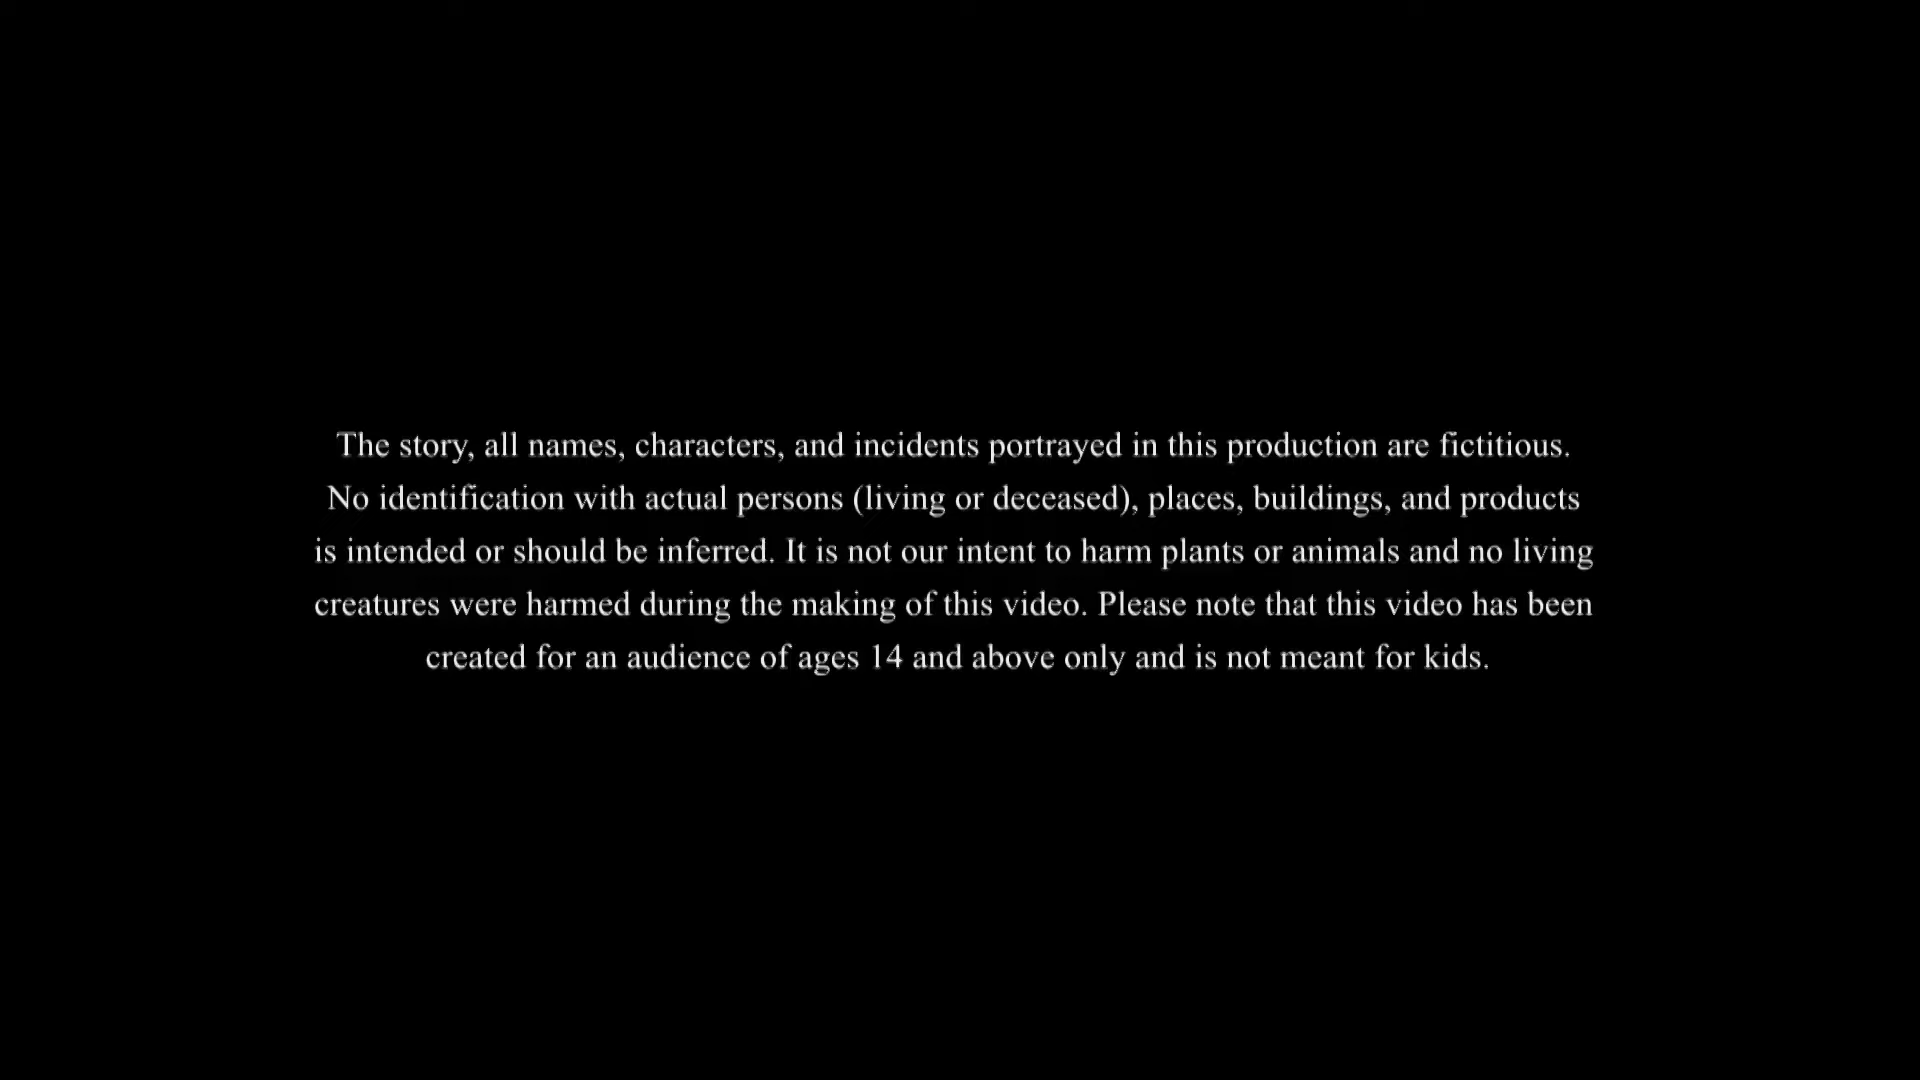 The story, all names, characters, and incidents portrayed in this production are fictitious.
No identification with actual persons (living or deceased), places, buildings, and products
is intended or should be inferred. It is not our intent to harm plants or animals and no living
creatures were harmed during the making of this video. Please note that this video has been
created for an audience of ages 14 and above only and is not meant for kids.